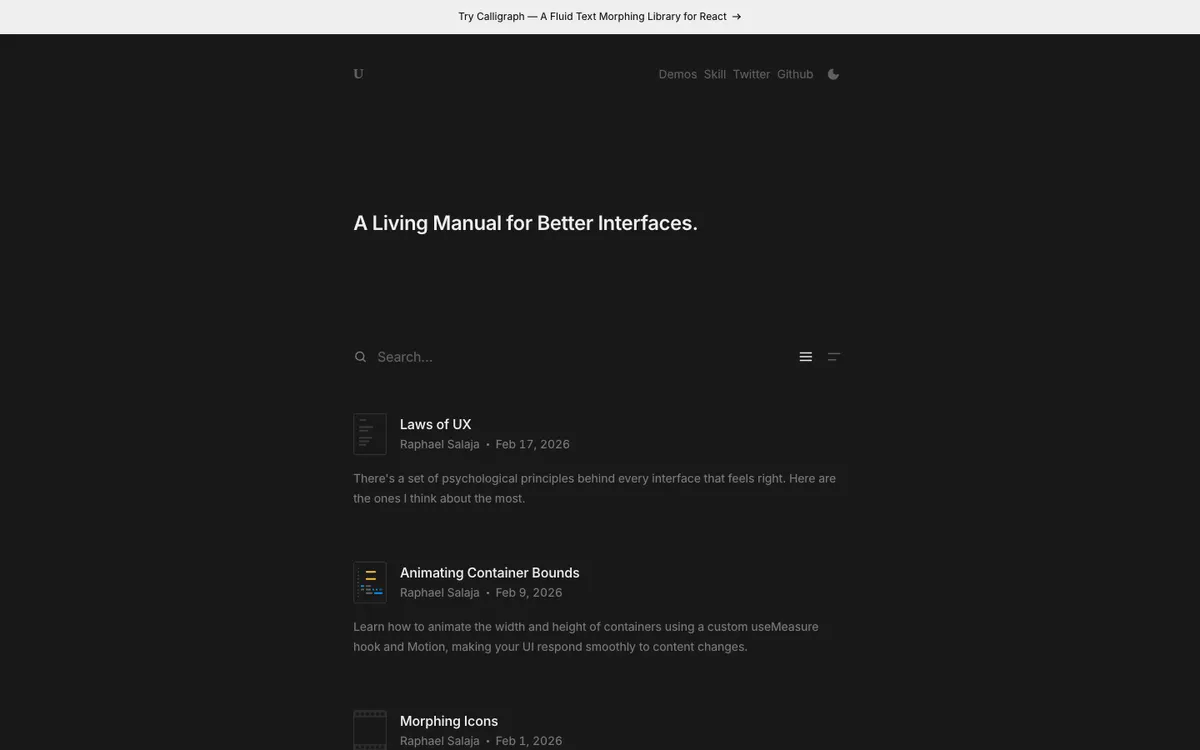 Try Calligraph — A Fluid Text Morphing Library for React →
U
Demos Skill Twitter Github
A Living Manual for Better Interfaces.
Search...
Laws of UX
Raphael Salaja • Feb 17, 2026
There's a set of psychological principles behind every interface that feels right. Here are
the ones I think about the most.
Animating Container Bounds
Raphael Salaja • Feb 9, 2026
Learn how to animate the width and height of containers using a custom useMeasure
hook and Motion, making your UI respond smoothly to content changes.
Morphing Icons
Raphael Salaja • Feb 1, 2026